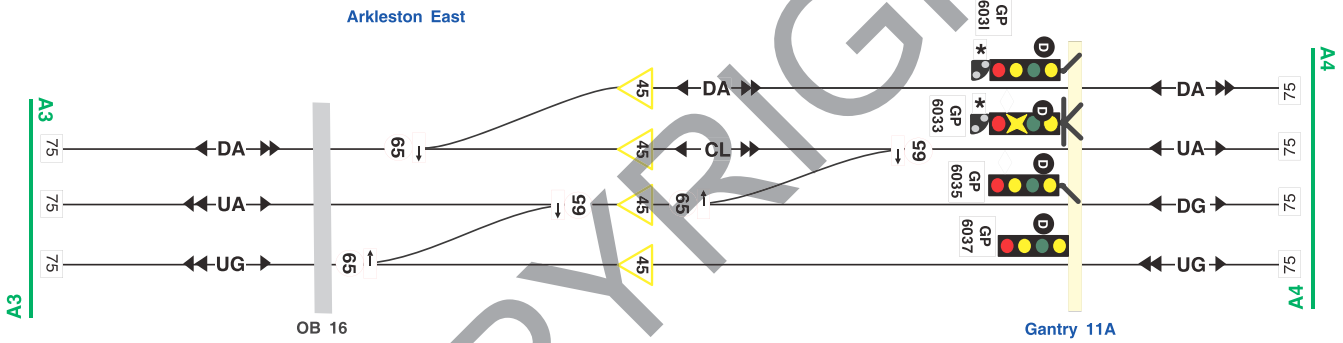 Arkleston East
A3
A3
75
75
75
DA
UA
UG
OB 16
65
65
65
45
45
45
45
DA
CL
65
65
GP
6031
*
D
GP
6033
*
D
GP
6035
D
GP
6037
D
Gantry 11A
DA
UA
DG
UG
75
75
75
75
A4
A4
PYRIGH